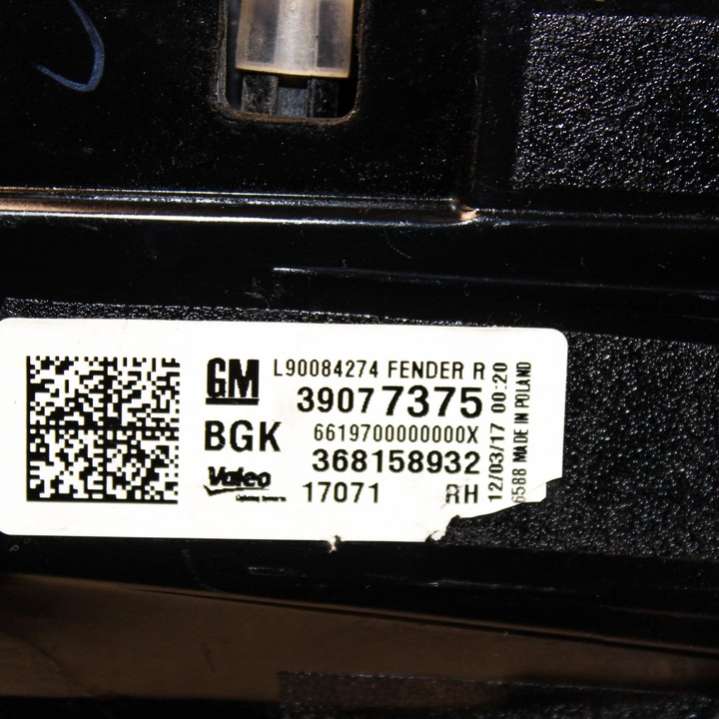 GM L90084274 FENDER R
39077375
BGK 6619700000000X
368158932
Valeo 17071 RH
12/03/17 00:20
6588 MADE IN POLAND